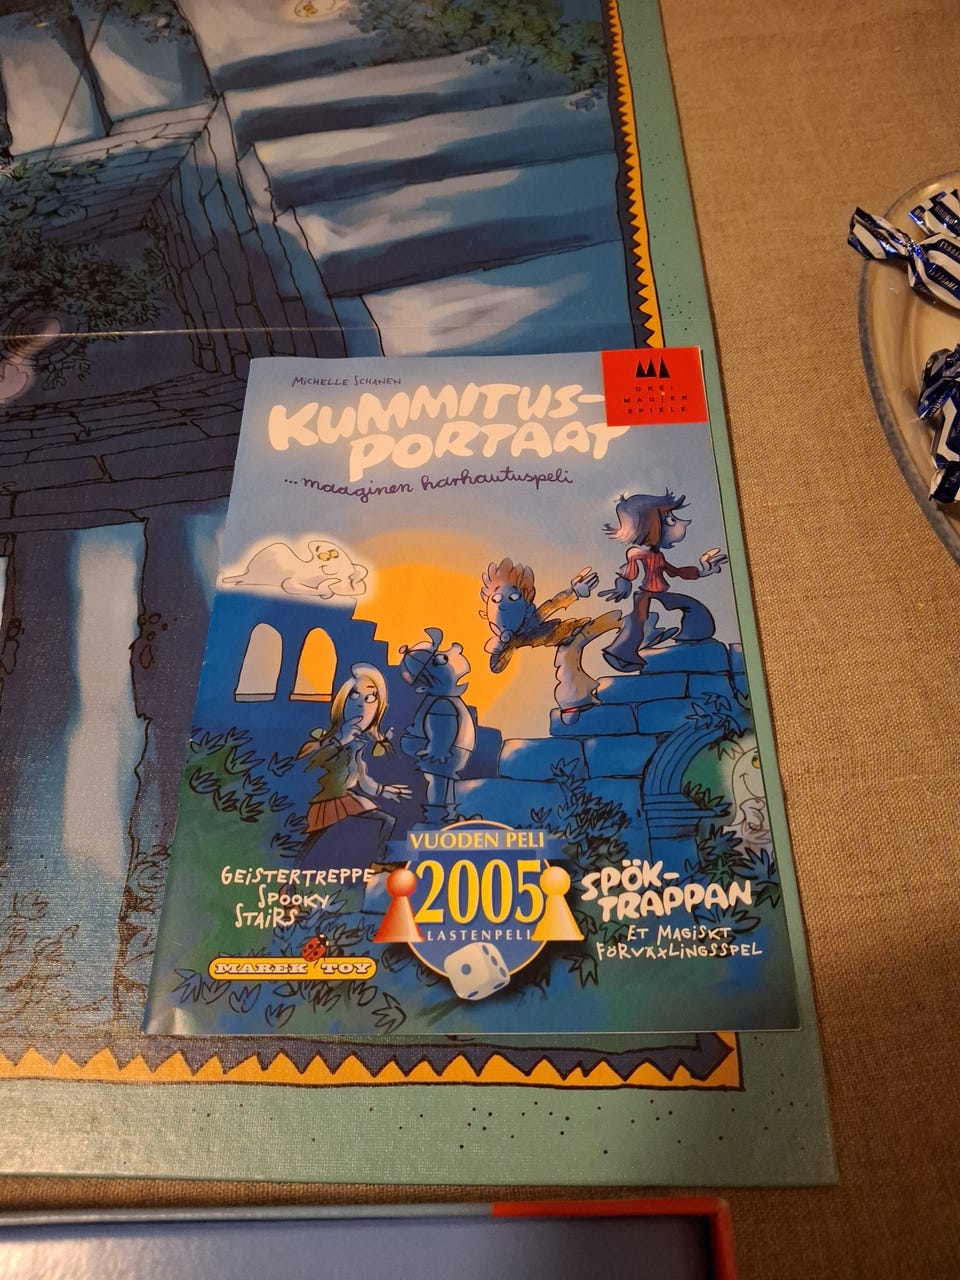 MICHELLE SCHANEN
KUMMITUS-
PORTAAT
...maaginen harhautuspeli
DREI
MAGIER
SPIELE
VUODEN PELI
2005
LASTENPELI
GEISTERTREPPE
SPOOKY
STAIRS
MAREK TOY
SPÖK-
TRAPPAN
ET MAGISKT
FÖRVÄXLINGSSPEL